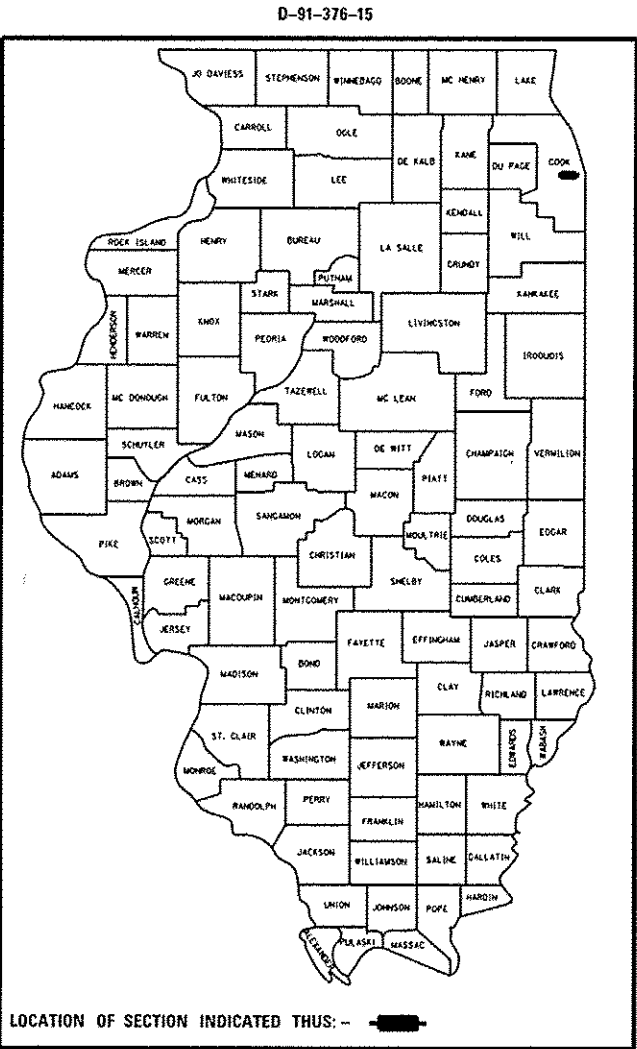 D-91-376-15
JO DAVIESS STEPHENSON WINNEBAGO BOONE MC HENRY LAKE
CARROLL OGLE DE KALB KANE DU PAGE COOK
WHITESIDE LEE
KENDALL
ROCK ISLAND HENRY BUREAU LA SALLE GRUNDY WILL
MERCER
PUTNAM
STARK MARSHALL KANKAKEE
HENDERSON WARREN KNOX PEORIA WOODFORD LIVINGSTON IROQUOIS
HANCOCK MC DONOUGH FULTON TAZEWELL MC LEAN FORD
MASON
SCHUYLER LOGAN DE WITT CHAMPAIGN VERMILION
ADAMS BROWN CASS MENARD PIATT
MACON
MORGAN SANGAMON DOUGLAS EDGAR
PIKE SCOTT CHRISTIAN MOULTRIE COLES
SHELBY
GREENE MACOUPIN MONTGOMERY CUMBERLAND CLARK
CALHOUN JERSEY
FAYETTE EFFINGHAM JASPER CRAWFORD
MADISON BOND
CLAY RICHLAND LAWRENCE
CLINTON MARION
ST. CLAIR WAYNE EDWARDS WABASH
WASHINGTON JEFFERSON
MONROE
RANDOLPH PERRY HAMILTON WHITE
FRANKLIN
JACKSON WILLIAMSON SALINE GALLATIN
UNION JOHNSON POPE HARDIN
ALEXANDER PULASKI MASSAC
LOCATION OF SECTION INDICATED THUS: -